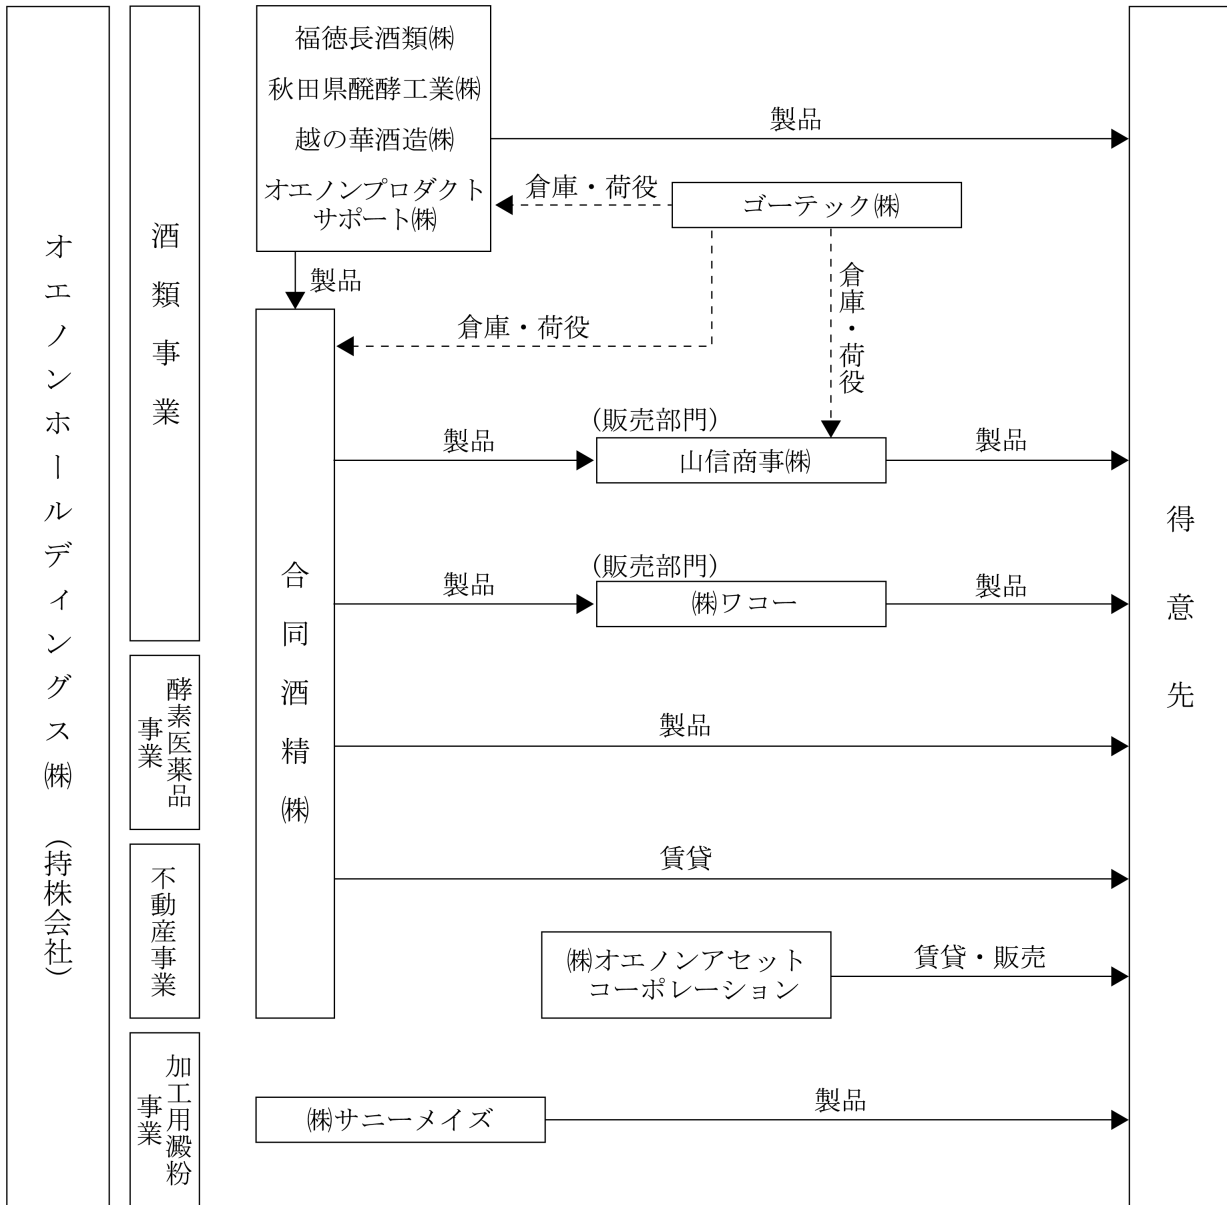 オエノンホールディングス㈱ (持株会社)
酒類事業
酵素医薬品
事業
不動産事業
加工用澱粉
事業
福徳長酒類㈱
秋田県醗酵工業㈱
越の華酒造㈱
オエノンプロダクト
サポート㈱
製品
倉庫・荷役
ゴーテック㈱
製品
倉庫・荷役
倉庫・荷役
合同酒精㈱
製品
(販売部門)
山信商事㈱
製品
製品
(販売部門)
㈱ワコー
製品
製品
賃貸
㈱オエノンアセット
コーポレーション
賃貸・販売
㈱サニーメイズ
製品
得意先